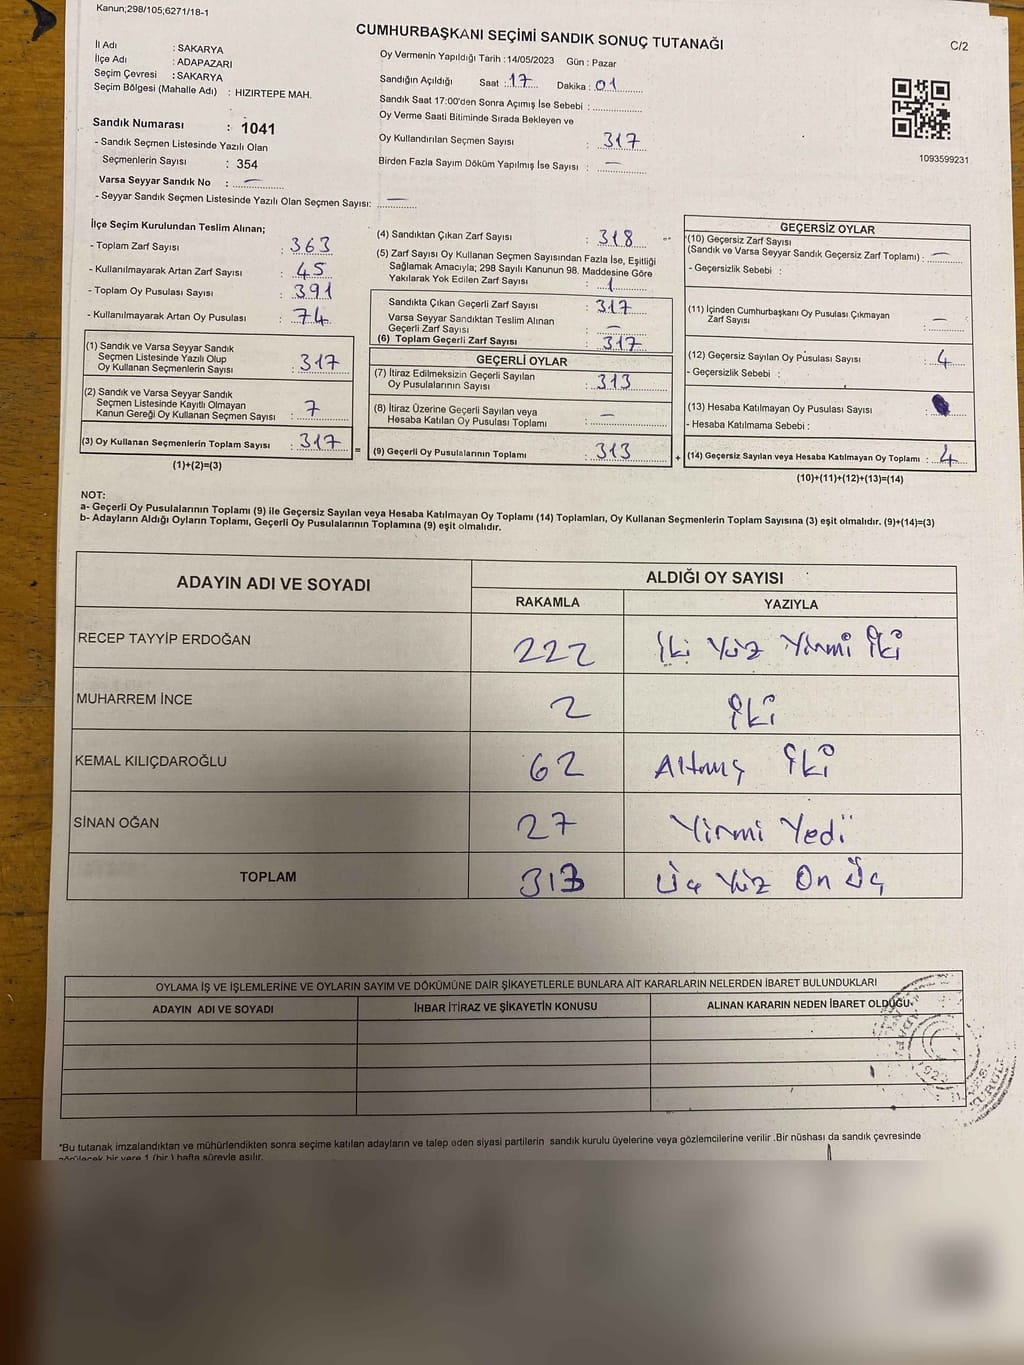 Kanun;298/105;6271/18-1
CUMHURBAŞKANI SEÇİMİ SANDIK SONUÇ TUTANAĞI
C/2
İl Adı : SAKARYA
İlçe Adı : ADAPAZARI
Seçim Çevresi : SAKARYA
Seçim Bölgesi (Mahalle Adı) : HIZIRTEPE MAH.
Sandık Numarası : 1041
- Sandık Seçmen Listesinde Yazılı Olan
Seçmenlerin Sayısı : 354
Varsa Seyyar Sandık No : —
- Seyyar Sandık Seçmen Listesinde Yazılı Olan Seçmen Sayısı: —
Oy Vermenin Yapıldığı Tarih :14/05/2023 Gün : Pazar
Sandığın Açıldığı Saat : 17 Dakika : 01
Sandık Saat 17:00'den Sonra Açımış İse Sebebi :
Oy Verme Saati Bitiminde Sırada Bekleyen ve
Oy Kullandırılan Seçmen Sayısı : 317
Birden Fazla Sayım Döküm Yapılmış İse Sayısı : —
1093599231
İlçe Seçim Kurulundan Teslim Alınan;
- Toplam Zarf Sayısı : 363
- Kullanılmayarak Artan Zarf Sayısı : 45
- Toplam Oy Pusulası Sayısı : 391
- Kullanılmayarak Artan Oy Pusulası : 74
(1) Sandık ve Varsa Seyyar Sandık
Seçmen Listesinde Yazılı Olup
Oy Kullanan Seçmenlerin Sayısı : 317
(2) Sandık ve Varsa Seyyar Sandık
Seçmen Listesinde Kayıtlı Olmayan
Kanun Gereği Oy Kullanan Seçmen Sayısı : 7
(3) Oy Kullanan Seçmenlerin Toplam Sayısı : 317
(1)+(2)=(3)
=
(4) Sandıktan Çıkan Zarf Sayısı : 318
(5) Zarf Sayısı Oy Kullanan Seçmen Sayısından Fazla İse, Eşitliği
Sağlamak Amacıyla; 298 Sayılı Kanunun 98. Maddesine Göre
Yakılarak Yok Edilen Zarf Sayısı : 1
Sandıkta Çıkan Geçerli Zarf Sayısı : 317
Varsa Seyyar Sandıktan Teslim Alınan
Geçerli Zarf Sayısı : —
(6) Toplam Geçerli Zarf Sayısı : 317
GEÇERLİ OYLAR
(7) İtiraz Edilmeksizin Geçerli Sayılan
Oy Pusulalarının Sayısı : 313
(8) İtiraz Üzerine Geçerli Sayılan veya
Hesaba Katılan Oy Pusulası Toplamı : —
(9) Geçerli Oy Pusulalarının Toplamı : 313
+
GEÇERSİZ OYLAR
(10) Geçersiz Zarf Sayısı
(Sandık ve Varsa Seyyar Sandık Geçersiz Zarf Toplamı) : —
- Geçersizlik Sebebi :
(11) İçinden Cumhurbaşkanı Oy Pusulası Çıkmayan
Zarf Sayısı : —
(12) Geçersiz Sayılan Oy Pusulası Sayısı : 4
- Geçersizlik Sebebi :
(13) Hesaba Katılmayan Oy Pusulası Sayısı :
- Hesaba Katılmama Sebebi :
(14) Geçersiz Sayılan veya Hesaba Katılmayan Oy Toplamı : 4
(10)+(11)+(12)+(13)=(14)
NOT:
a- Geçerli Oy Pusulalarının Toplamı (9) ile Geçersiz Sayılan veya Hesaba Katılmayan Oy Toplamı (14) Toplamları, Oy Kullanan Seçmenlerin Toplam Sayısına (3) eşit olmalıdır. (9)+(14)=(3)
b- Adayların Aldığı Oyların Toplamı, Geçerli Oy Pusulalarının Toplamına (9) eşit olmalıdır.
ADAYIN ADI VE SOYADI ALDIĞI OY SAYISI
RAKAMLA YAZIYLA
RECEP TAYYİP ERDOĞAN 222 İki Yüz Yirmi İki
MUHARREM İNCE 2 İki
KEMAL KILIÇDAROĞLU 62 Altmış İki
SİNAN OĞAN 27 Yirmi Yedi
TOPLAM 313 Üç Yüz On Üç
OYLAMA İŞ VE İŞLEMLERİNE VE OYLARIN SAYIM VE DÖKÜMÜNE DAİR ŞİKAYETLERLE BUNLARA AİT KARARLARIN NELERDEN İBARET BULUNDUKLARI
ADAYIN ADI VE SOYADI İHBAR İTİRAZ VE ŞİKAYETİN KONUSU ALINAN KARARIN NEDEN İBARET OLDUĞU
*Bu tutanak imzalandıktan ve mühürlendikten sonra seçime katılan adayların ve talep eden siyasi partilerin sandık kurulu üyelerine veya gözlemcilerine verilir .Bir nüshası da sandık çevresinde
görülecek bir yere 1 (bir ) hafta süreyle asılır.